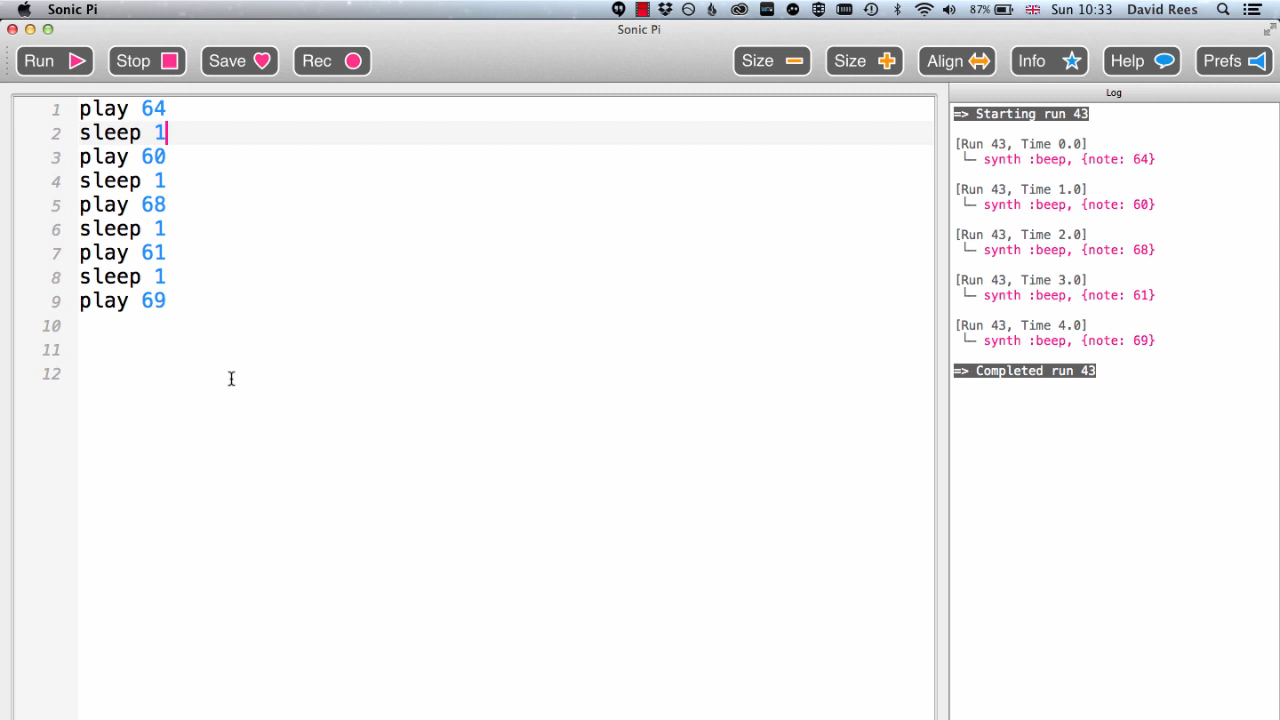 Sonic Pi 87% Sun 10:33 David Rees
Sonic Pi
Run Stop Save Rec Size Size Align Info Help Prefs
Log
1 play 64
2 sleep 1
3 play 60
4 sleep 1
5 play 68
6 sleep 1
7 play 61
8 sleep 1
9 play 69
10
11
12
=> Starting run 43
[Run 43, Time 0.0]
└─ synth :beep, {note: 64}
[Run 43, Time 1.0]
└─ synth :beep, {note: 60}
[Run 43, Time 2.0]
└─ synth :beep, {note: 68}
[Run 43, Time 3.0]
└─ synth :beep, {note: 61}
[Run 43, Time 4.0]
└─ synth :beep, {note: 69}
=> Completed run 43